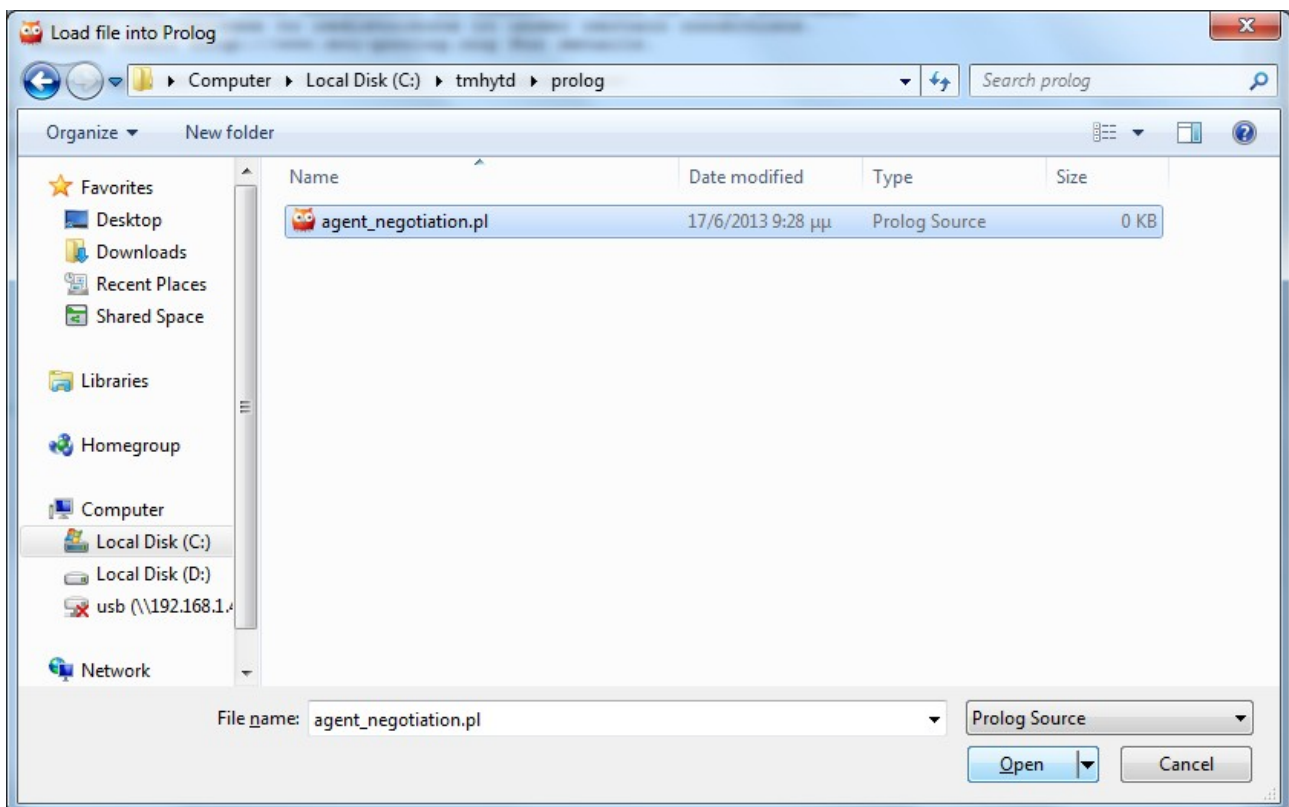 Load file into Prolog
Computer Local Disk (C:) tmhytd prolog
Search prolog
Organize New folder
Name Date modified Type Size
agent_negotiation.pl 17/6/2013 9:28 μμ Prolog Source 0 KB
Favorites
Desktop
Downloads
Recent Places
Shared Space
Libraries
Homegroup
Computer
Local Disk (C:)
Local Disk (D:)
usb (\\192.168.1.4
Network
File name: agent_negotiation.pl
Prolog Source
Open Cancel